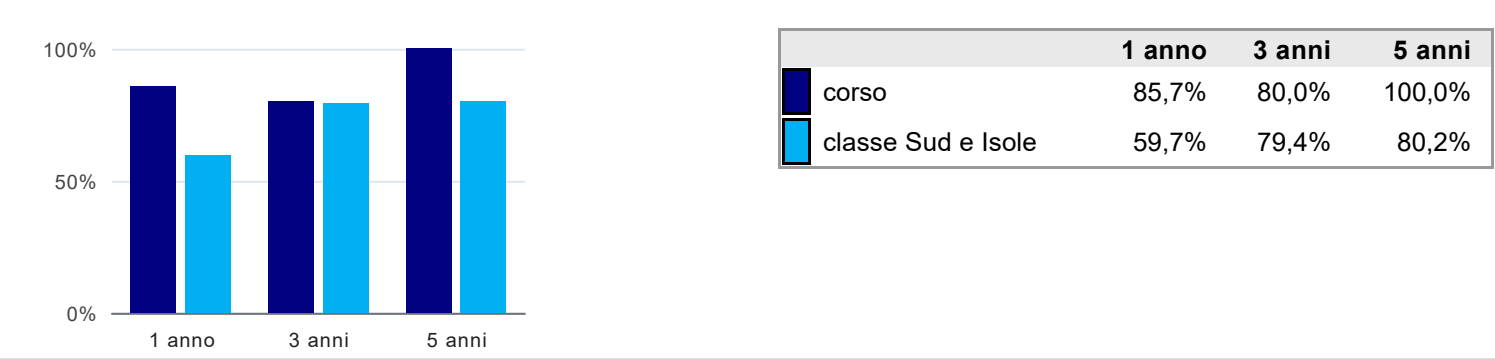 100%
50%
0%
1 anno 3 anni 5 anni
1 anno 3 anni 5 anni
corso 85,7% 80,0% 100,0%
classe Sud e Isole 59,7% 79,4% 80,2%